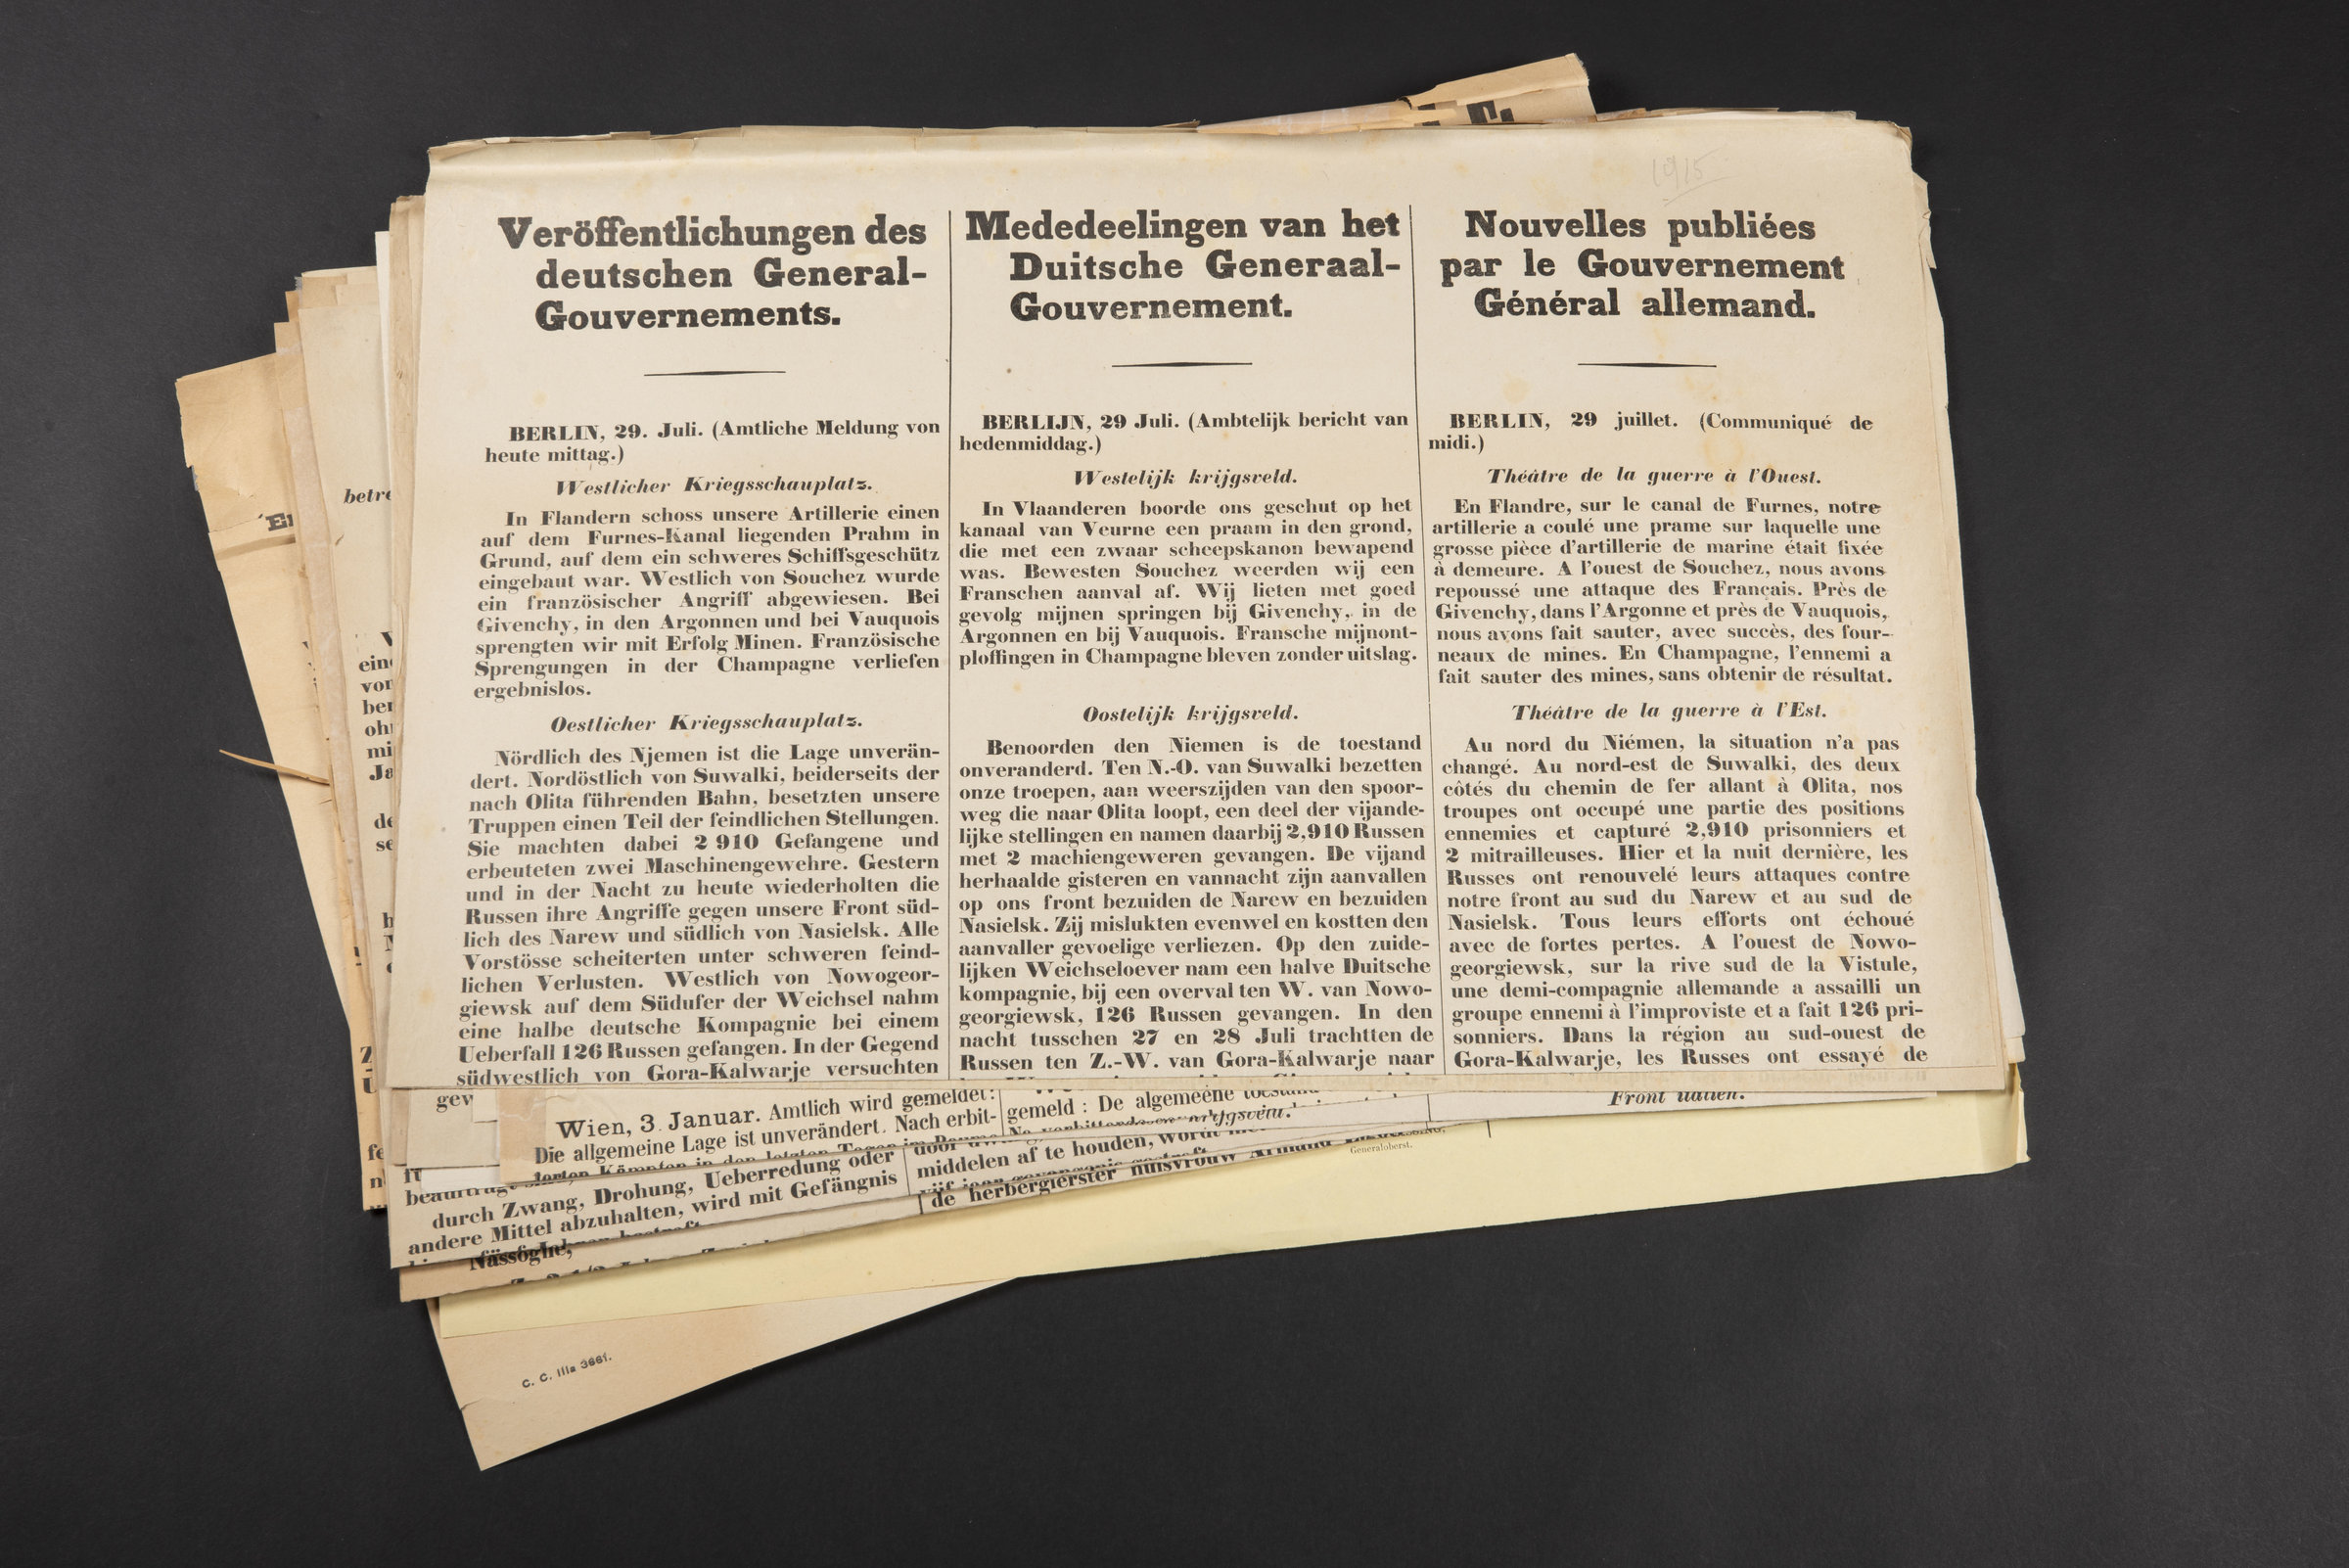 1915
Veröffentlichungen des
deutschen General-
Gouvernements.
BERLIN, 29. Juli. (Amtliche Meldung von
heute mittag.)
Westlicher Kriegsschauplatz.
In Flandern schoss unsere Artillerie einen
auf dem Furnes-Kanal liegenden Prahm in
Grund, auf dem ein schweres Schiffsgeschütz
eingebaut war. Westlich von Souchez wurde
ein französischer Angriff abgewiesen. Bei
Givenchy, in den Argonnen und bei Vauquois
sprengten wir mit Erfolg Minen. Französische
Sprengungen in der Champagne verliefen
ergebnislos.
Oestlicher Kriegsschauplatz.
Nördlich des Njemen ist die Lage unverän-
dert. Nordöstlich von Suwalki, beiderseits der
nach Olita führenden Bahn, besetzten unsere
Truppen einen Teil der feindlichen Stellungen.
Sie machten dabei 2 910 Gefangene und
erbeuteten zwei Maschinengewehre. Gestern
und in der Nacht zu heute wiederholten die
Russen ihre Angriffe gegen unsere Front süd-
lich des Narew und südlich von Nasielsk. Alle
Vorstösse scheiterten unter schweren feind-
lichen Verlusten. Westlich von Nowogeor-
giewsk auf dem Südufer der Weichsel nahm
eine halbe deutsche Kompagnie bei einem
Ueberfall 126 Russen gefangen. In der Gegend
südwestlich von Gora-Kalwarje versuchten
Mededeelingen van het
Duitsche Generaal-
Gouvernement.
BERLIJN, 29 Juli. (Ambtelijk bericht van
hedenmiddag.)
Westelijk krijgsveld.
In Vlaanderen boorde ons geschut op het
kanaal van Veurne een praam in den grond,
die met een zwaar scheepskanon bewapend
was. Bewesten Souchez weerden wij een
Franschen aanval af. Wij lieten met goed
gevolg mijnen springen bij Givenchy, in de
Argonnen en bij Vauquois. Fransche mijnont-
ploffingen in Champagne bleven zonder uitslag.
Oostelijk krijgsveld.
Benoorden den Niemen is de toestand
onveranderd. Ten N.-O. van Suwalki bezetten
onze troepen, aan weerszijden van den spoor-
weg die naar Olita loopt, een deel der vijande-
lijke stellingen en namen daarbij 2,910 Russen
met 2 machiengeweren gevangen. De vijand
herhaalde gisteren en vannacht zijn aanvallen
op ons front bezuiden de Narew en bezuiden
Nasielsk. Zij mislukten evenwel en kostten den
aanvaller gevoelige verliezen. Op den zuide-
lijken Weichseloever nam een halve Duitsche
kompagnie, bij een overval ten W. van Nowo-
georgiewsk, 126 Russen gevangen. In den
nacht tusschen 27 en 28 Juli trachtten de
Russen ten Z.-W. van Gora-Kalwarje naar
Nouvelles publiées
par le Gouvernement
Général allemand.
BERLIN, 29 juillet. (Communiqué de
midi.)
Théâtre de la guerre à l'Ouest.
En Flandre, sur le canal de Furnes, notre
artillerie a coulé une prame sur laquelle une
grosse pièce d'artillerie de marine était fixée
à demeure. A l'ouest de Souchez, nous avons
repoussé une attaque des Français. Près de
Givenchy, dans l'Argonne et près de Vauquois,
nous avons fait sauter, avec succès, des four-
neaux de mines. En Champagne, l'ennemi a
fait sauter des mines, sans obtenir de résultat.
Théâtre de la guerre à l'Est.
Au nord du Niémen, la situation n'a pas
changé. Au nord-est de Suwalki, des deux
côtés du chemin de fer allant à Olita, nos
troupes ont occupé une partie des positions
ennemies et capturé 2,910 prisonniers et
2 mitrailleuses. Hier et la nuit dernière, les
Russes ont renouvelé leurs attaques contre
notre front au sud du Narew et au sud de
Nasielsk. Tous leurs efforts ont échoué
avec de fortes pertes. A l'ouest de Nowo-
georgiewsk, sur la rive sud de la Vistule,
une demi-compagnie allemande a assailli un
groupe ennemi à l'improviste et a fait 126 pri-
sonniers. Dans la région au sud-ouest de
Gora-Kalwarje, les Russes ont essayé de
Wien, 3. Januar. Amtlich wird gemeldet:
Die allgemeine Lage ist unverändert. Nach erbit-
terten Kämpfen in den letzten Tagen im Raume
gemeld : De algemeene toestand
Front italien.
durch Zwang, Drohung, Ueberredung oder
andere Mittel abzuhalten, wird mit Gefängnis
middelen af te houden, wordt
de herbergierster huisvrouw Armand
Generaloberst.
Nassogne,
C. C. IIIa 3661.